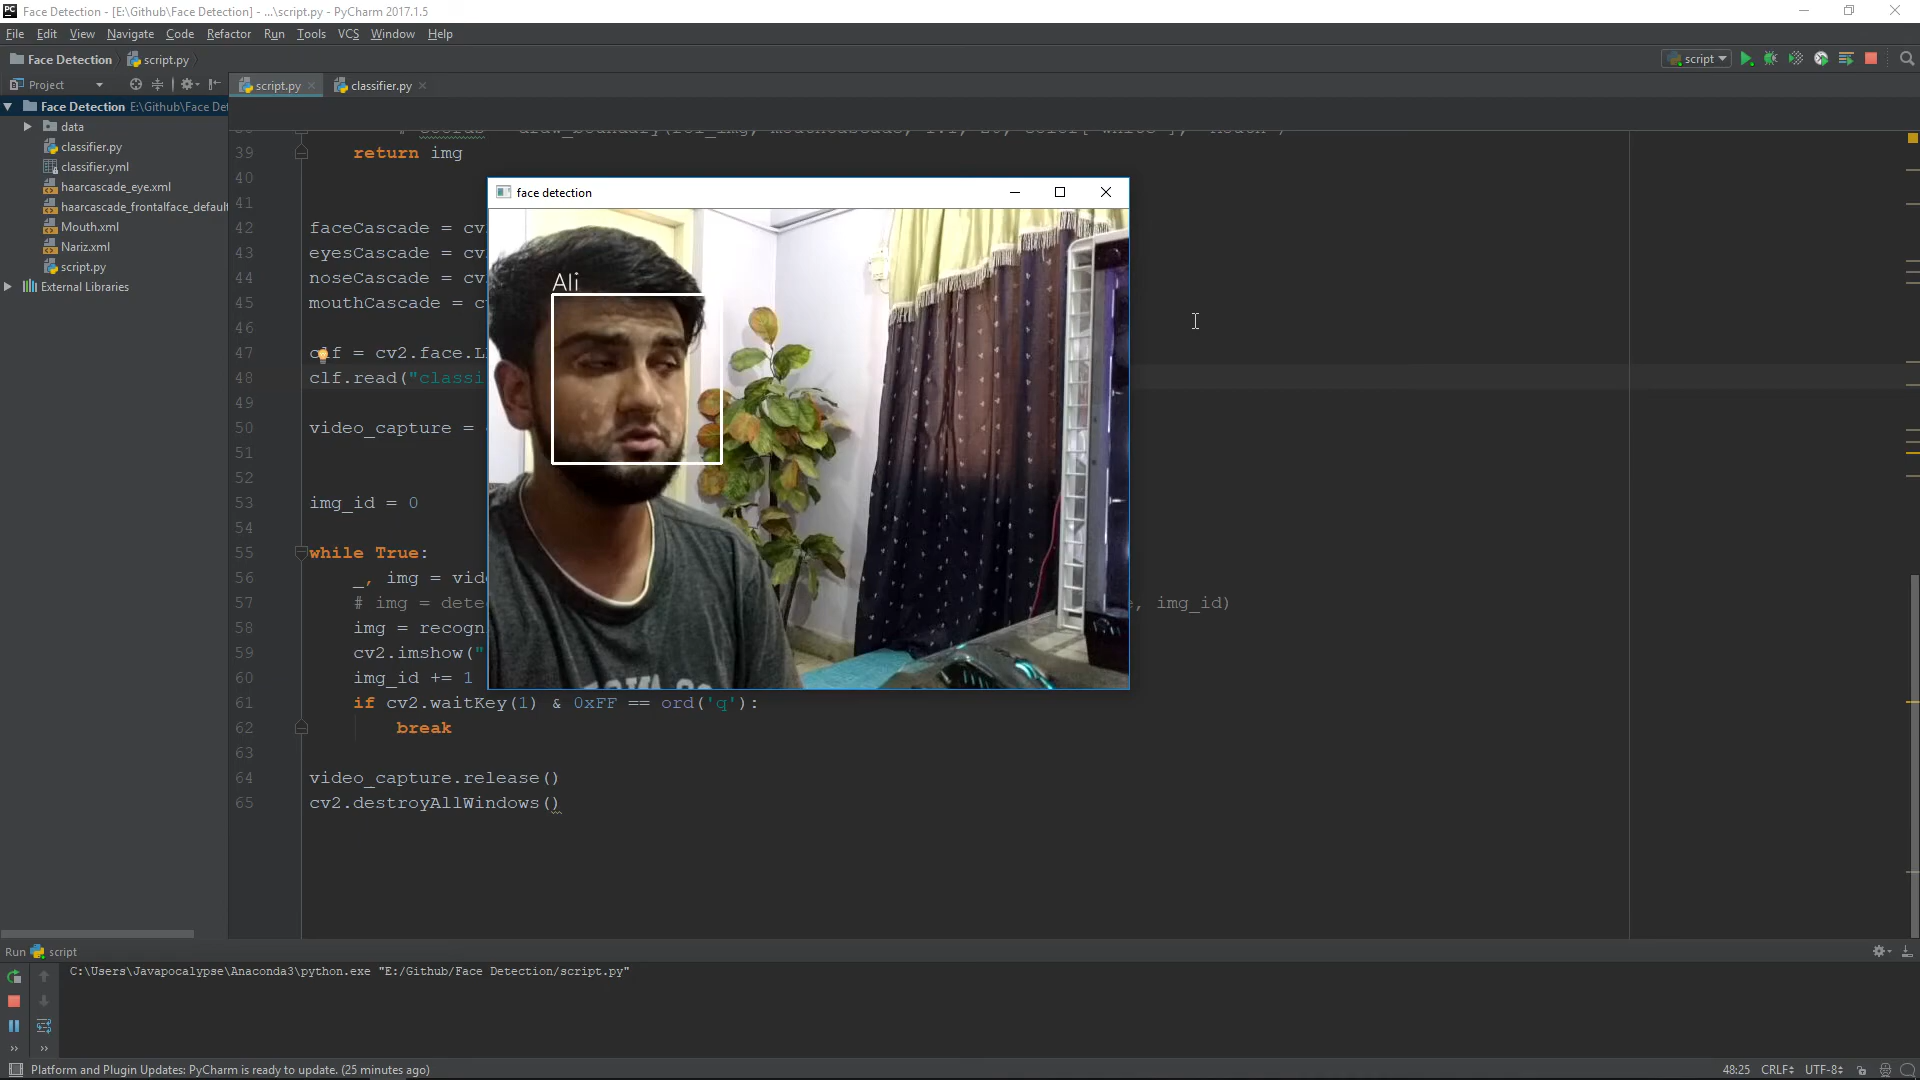 Face Detection - [E:\Github\Face Detection] - ...\script.py - PyCharm 2017.1.5
File Edit View Navigate Code Refactor Run Tools VCS Window Help
Face Detection script.py script
Project script.py classifier.py
Face Detection E:\Github\Face Det
data
classifier.py
classifier.yml
haarcascade_eye.xml
haarcascade_frontalface_default
Mouth.xml
Nariz.xml
script.py
External Libraries
39 return img
40
41
42 faceCascade = cv
43 eyesCascade = cv
44 noseCascade = cv
45 mouthCascade = c
46
47 clf = cv2.face.L
48 clf.read("classi
49
50 video_capture =
51
52
53 img_id = 0
54
55 while True:
56 _, img = vid
57 # img = dete , img_id)
58 img = recogn
59 cv2.imshow("
60 img_id += 1
61 if cv2.waitKey(1) & 0xFF == ord('q'):
62 break
63
64 video_capture.release()
65 cv2.destroyAllWindows()
face detection
Ali
Run script
C:\Users\Javapocalypse\Anaconda3\python.exe "E:/Github/Face Detection/script.py"
Platform and Plugin Updates: PyCharm is ready to update. (25 minutes ago) 48:25 CRLF UTF-8